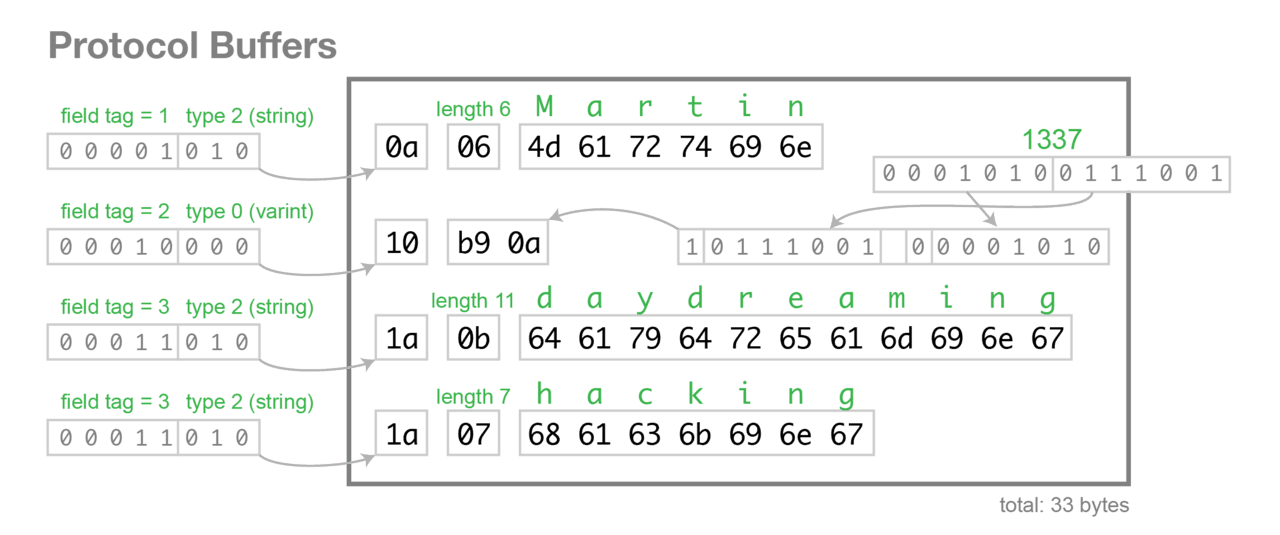 Protocol Buffers
field tag = 1 type 2 (string)
0 0 0 0 1 0 1 0
length 6 M a r t i n
0a 06 4d 61 72 74 69 6e
1337
0 0 0 1 0 1 0 0 1 1 1 0 0 1
field tag = 2 type 0 (varint)
0 0 0 1 0 0 0 0
10 b9 0a
1 0 1 1 1 0 0 1 0 0 0 0 1 0 1 0
field tag = 3 type 2 (string)
0 0 0 1 1 0 1 0
length 11 d a y d r e a m i n g
1a 0b 64 61 79 64 72 65 61 6d 69 6e 67
field tag = 3 type 2 (string)
0 0 0 1 1 0 1 0
length 7 h a c k i n g
1a 07 68 61 63 6b 69 6e 67
total: 33 bytes